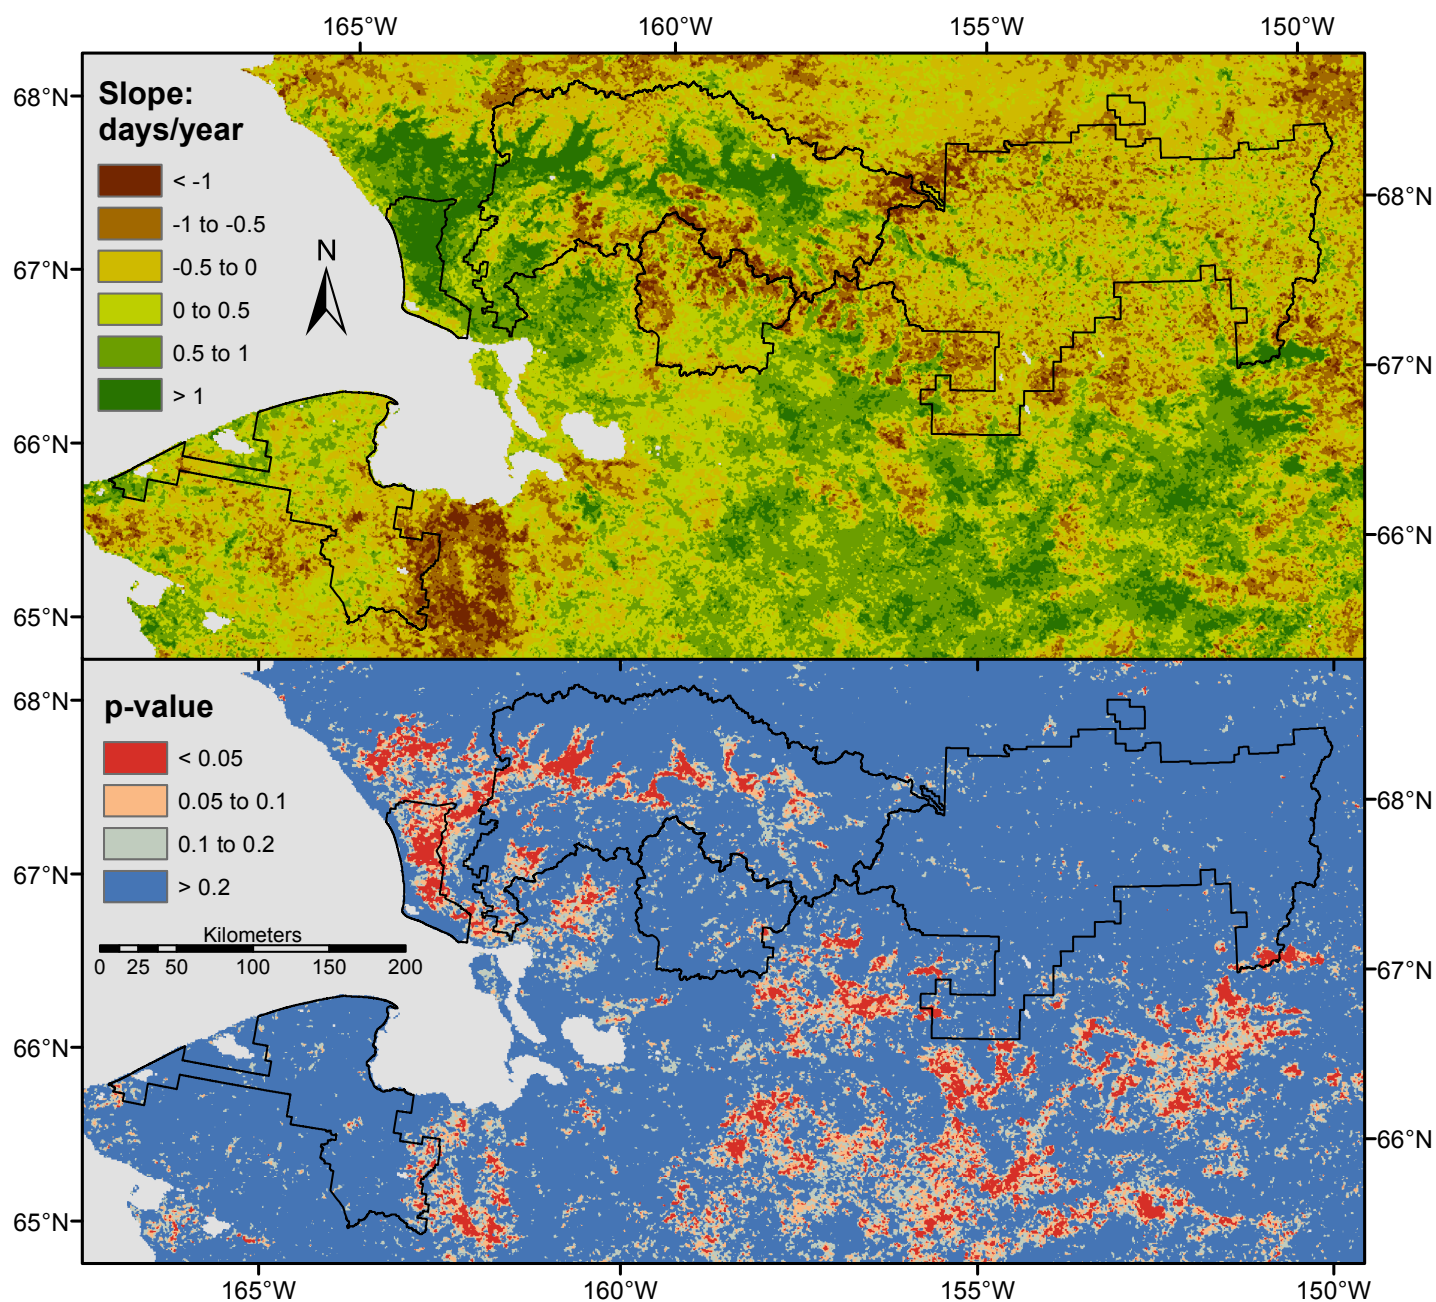 165°W 160°W 155°W 150°W
68°N
67°N
66°N
65°N
Slope:
days/year
< -1
-1 to -0.5
-0.5 to 0
0 to 0.5
0.5 to 1
> 1
N
68°N
67°N
66°N
68°N
67°N
66°N
65°N
p-value
< 0.05
0.05 to 0.1
0.1 to 0.2
> 0.2
Kilometers
0 25 50 100 150 200
68°N
67°N
66°N
165°W 160°W 155°W 150°W